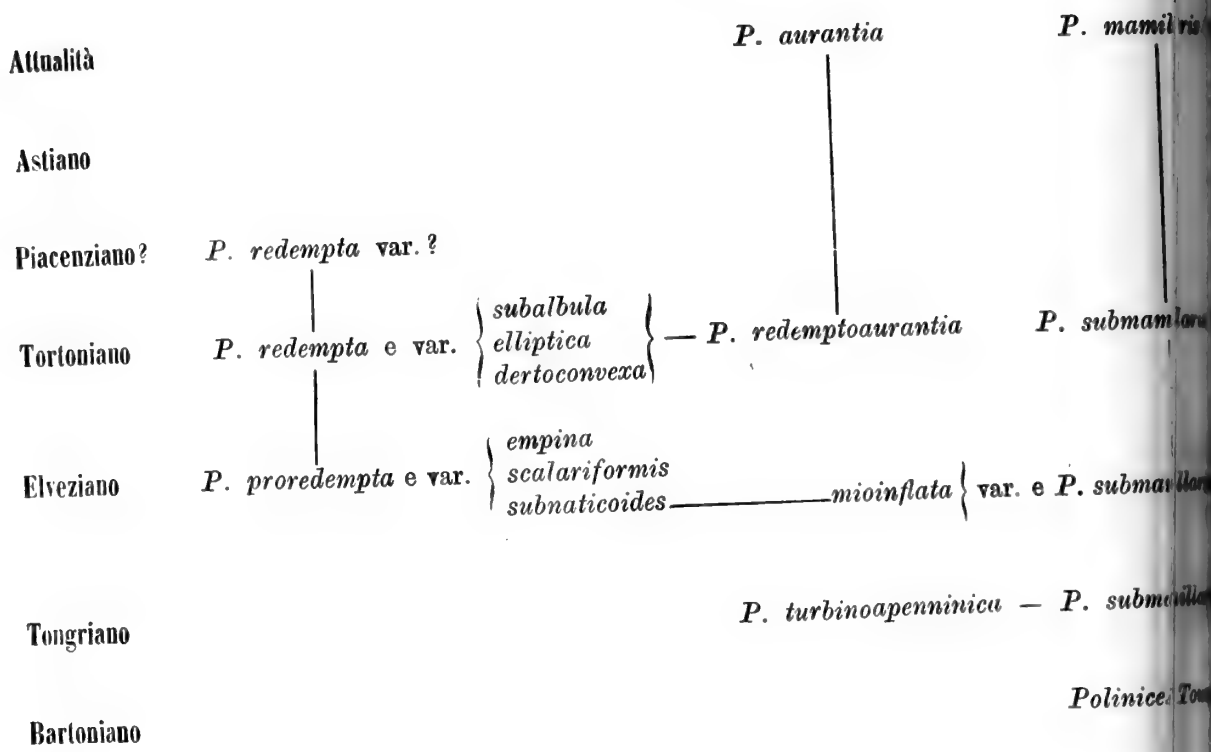 Attualità P. aurantia P.
Astiano
Piacenziano? P. redempta var. ?
Tortoniano P. redempta e var. { subalbula
elliptica
dertoconvexa } — P. redemptoaurantia P.
Elveziano P. proredempta e var. { empina
scalariformis
subnaticoides — mioinflata } var. e P.
Tongriano P. turbinoapenninica — P.
Bartoniano